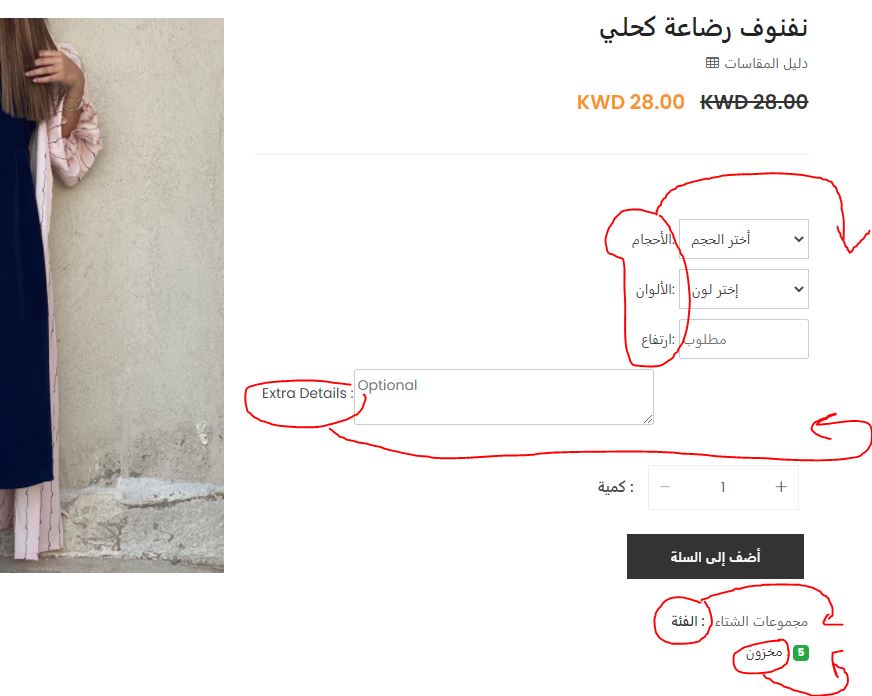 نفنوف رضاعة كحلي
دليل المقاسات
KWD 28.00 KWD 28.00
أختر الحجم :الأحجام
إختر لون :الألوان
مطلوب :ارتفاع
Extra Details : Optional
+ 1 − : كمية
أضف إلى السلة
مجموعات الشتاء : الفئة
5 مخزون